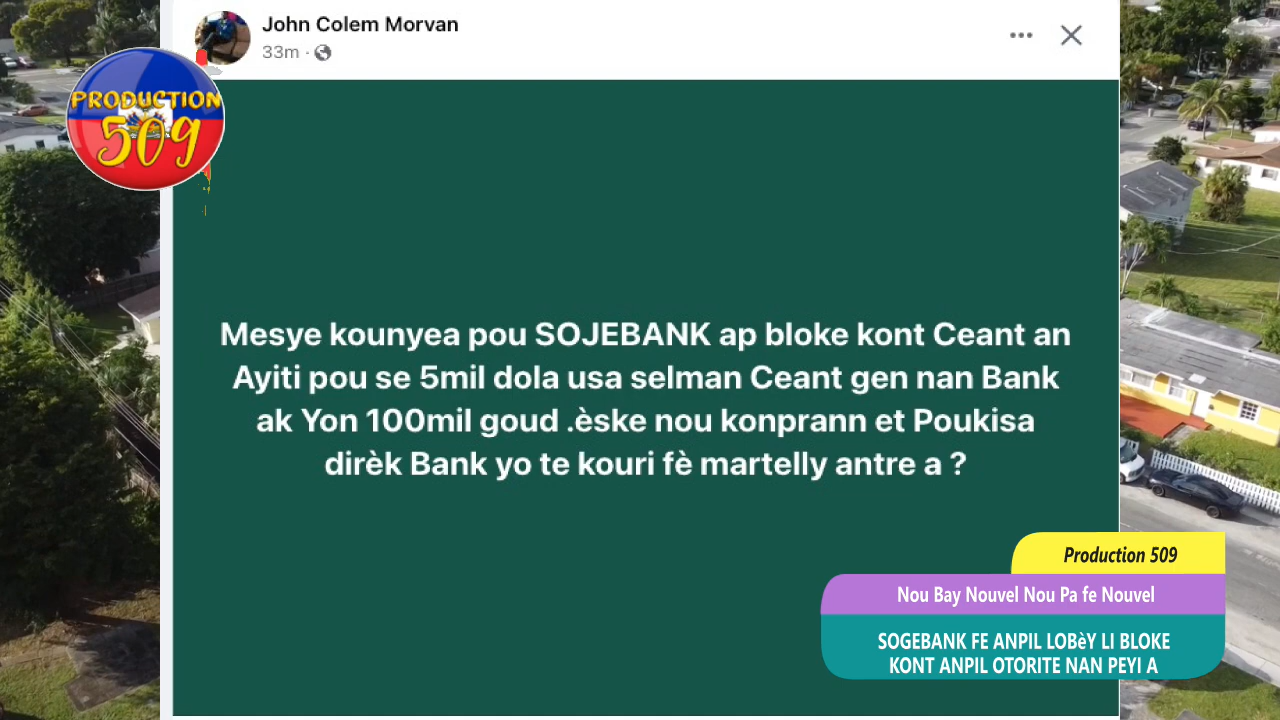 John Colem Morvan
33m ·
PRODUCTION
509
Mesye kounyea pou SOJEBANK ap bloke kont Ceant an
Ayiti pou se 5mil dola usa selman Ceant gen nan Bank
ak Yon 100mil goud .èske nou konprann et Poukisa
dirèk Bank yo te kouri fè martelly antre a ?
Production 509
Nou Bay Nouvel Nou Pa fe Nouvel
SOGEBANK FE ANPIL LOBèY LI BLOKE
KONT ANPIL OTORITE NAN PEYI A